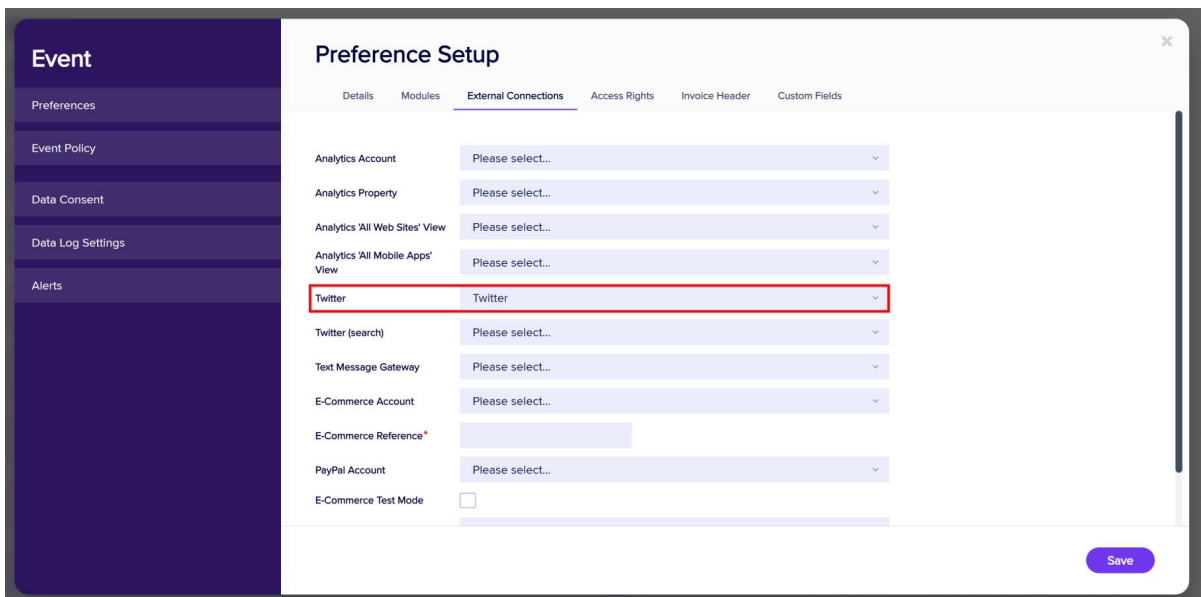 Event
Preferences
Event Policy
Data Consent
Data Log Settings
Alerts
Preference Setup
Details Modules External Connections Access Rights Invoice Header Custom Fields
Analytics Account Please select...
Analytics Property Please select...
Analytics 'All Web Sites' View Please select...
Analytics 'All Mobile Apps'
View Please select...
Twitter Twitter
Twitter (search) Please select...
Text Message Gateway Please select...
E-Commerce Account Please select...
E-Commerce Reference*
PayPal Account Please select...
E-Commerce Test Mode
Save